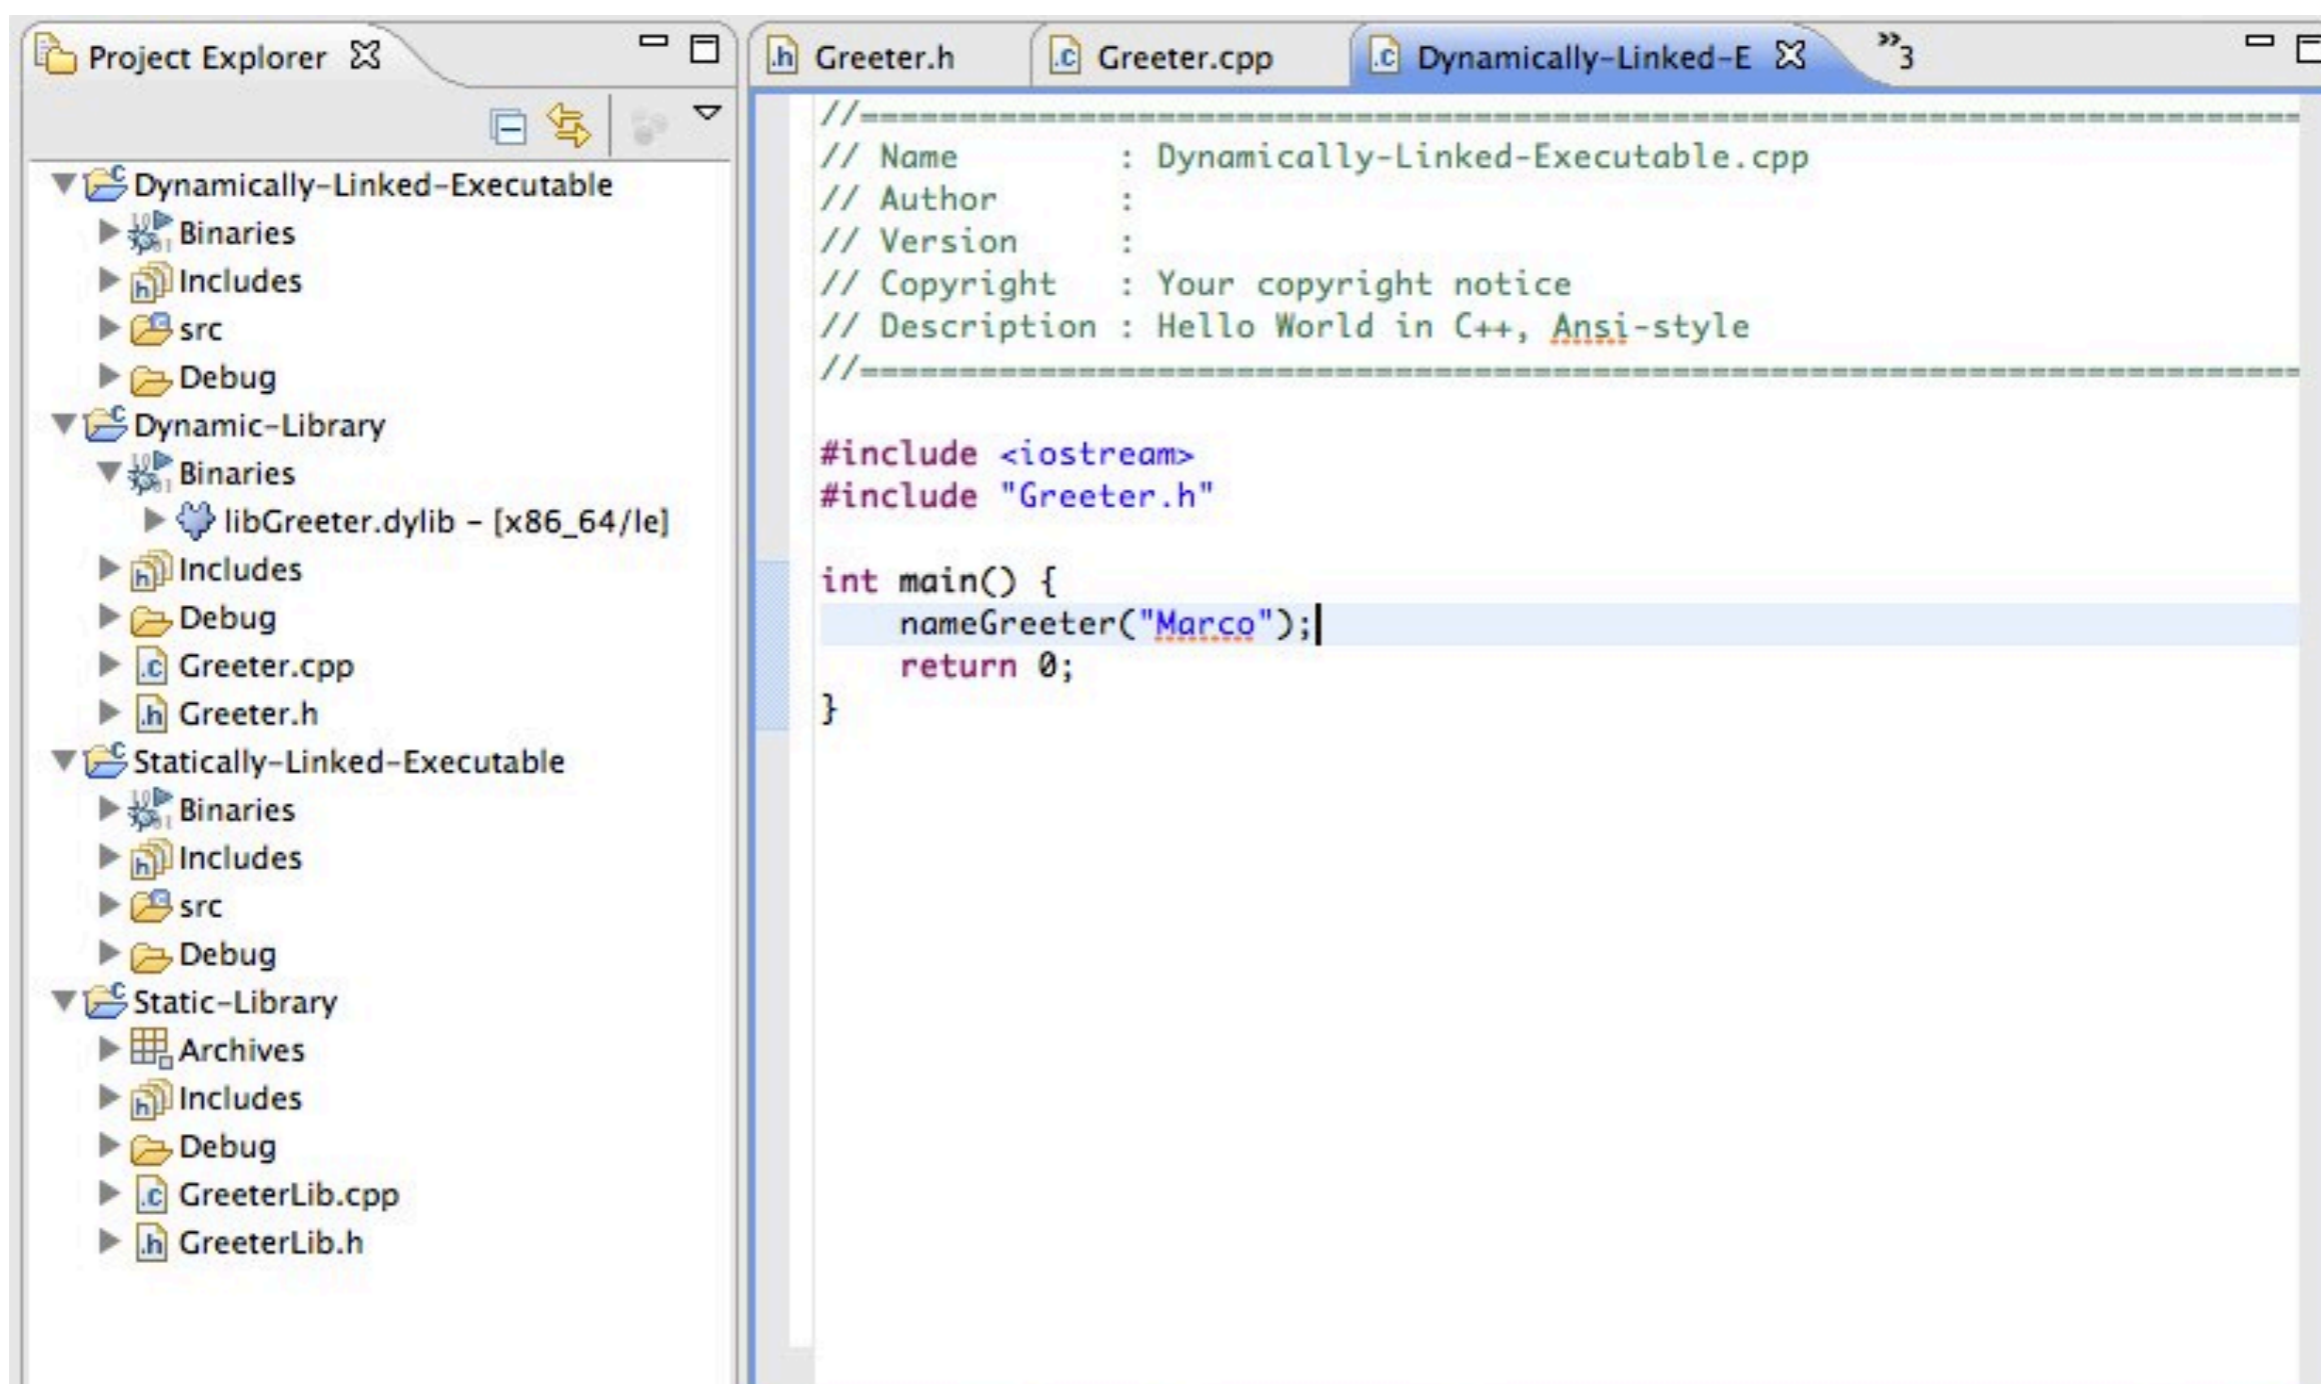 Project Explorer
Dynamically-Linked-Executable
Binaries
Includes
src
Debug
Dynamic-Library
Binaries
libGreeter.dylib - [x86_64/le]
Includes
Debug
Greeter.cpp
Greeter.h
Statically-Linked-Executable
Binaries
Includes
src
Debug
Static-Library
Archives
Includes
Debug
GreeterLib.cpp
GreeterLib.h
Greeter.h Greeter.cpp Dynamically-Linked-E »3
//==========================================================================
// Name        : Dynamically-Linked-Executable.cpp
// Author      :
// Version     :
// Copyright   : Your copyright notice
// Description : Hello World in C++, Ansi-style
//==========================================================================
#include <iostream>
#include "Greeter.h"
int main() {
    nameGreeter("Marco");
    return 0;
}